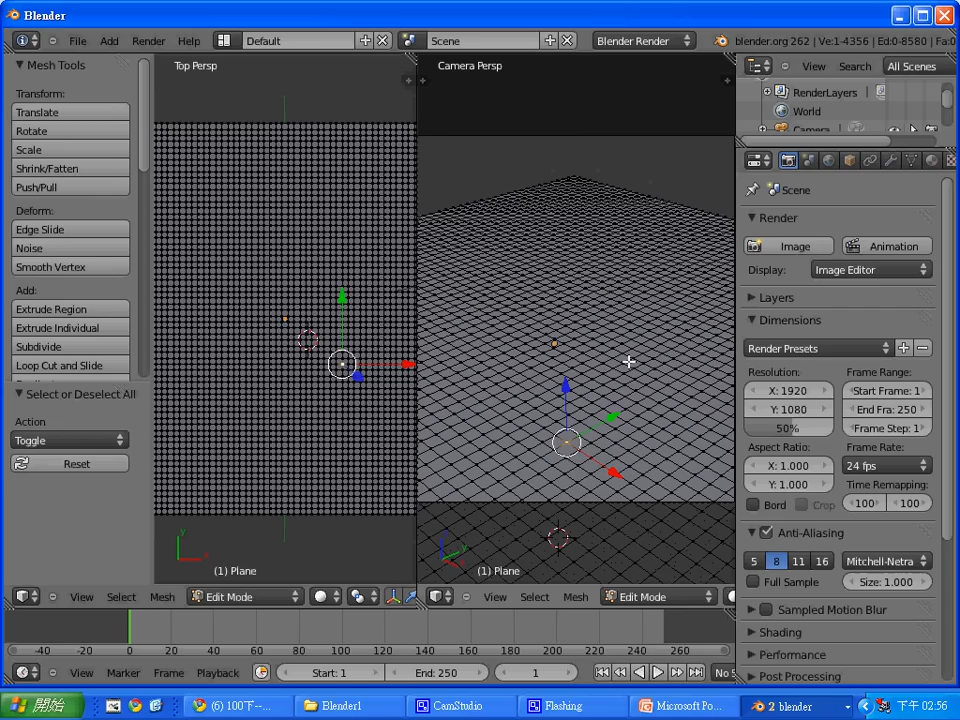 Blender
File Add Render Help Default Scene Blender Render blender.org 262 | Ve:1-4356 | Ed:0-8580 | Fa:0
Mesh Tools
Transform:
Translate
Rotate
Scale
Shrink/Fatten
Push/Pull
Deform:
Edge Slide
Noise
Smooth Vertex
Add:
Extrude Region
Extrude Individual
Subdivide
Loop Cut and Slide
Select or Deselect All
Action
Toggle
Reset
Top Persp
(1) Plane
View Select Mesh Edit Mode
Camera Persp
(1) Plane
View Select Mesh Edit Mode
View Search All Scenes
RenderLayers
World
Camera
Scene
Render
Image Animation
Display: Image Editor
Layers
Dimensions
Render Presets
Resolution: Frame Range:
X: 1920 Start Frame: 1
Y: 1080 End Fra: 250
50% Frame Step: 1
Aspect Ratio: Frame Rate:
X: 1.000 24 fps
Y: 1.000 Time Remapping:
Bord Crop 100 100
Anti-Aliasing
5 8 11 16 Mitchell-Netra
Full Sample Size: 1.000
Sampled Motion Blur
Shading
Performance
Post Processing
-40 -20 0 20 40 60 80 100 120 140 160 180 200 220 240 260
View Marker Frame Playback Start: 1 End: 250 1 No S
開始 (6) 100下--... Blender1 CamStudio Flashing Microsoft Po... 2 blender 下午 02:56